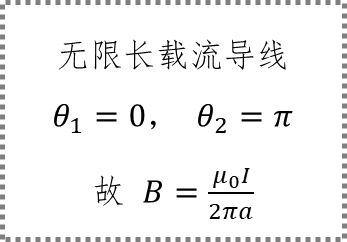 无限长载流导线
θ₁ = 0， θ₂ = π
故 B = μ₀I / 2πa